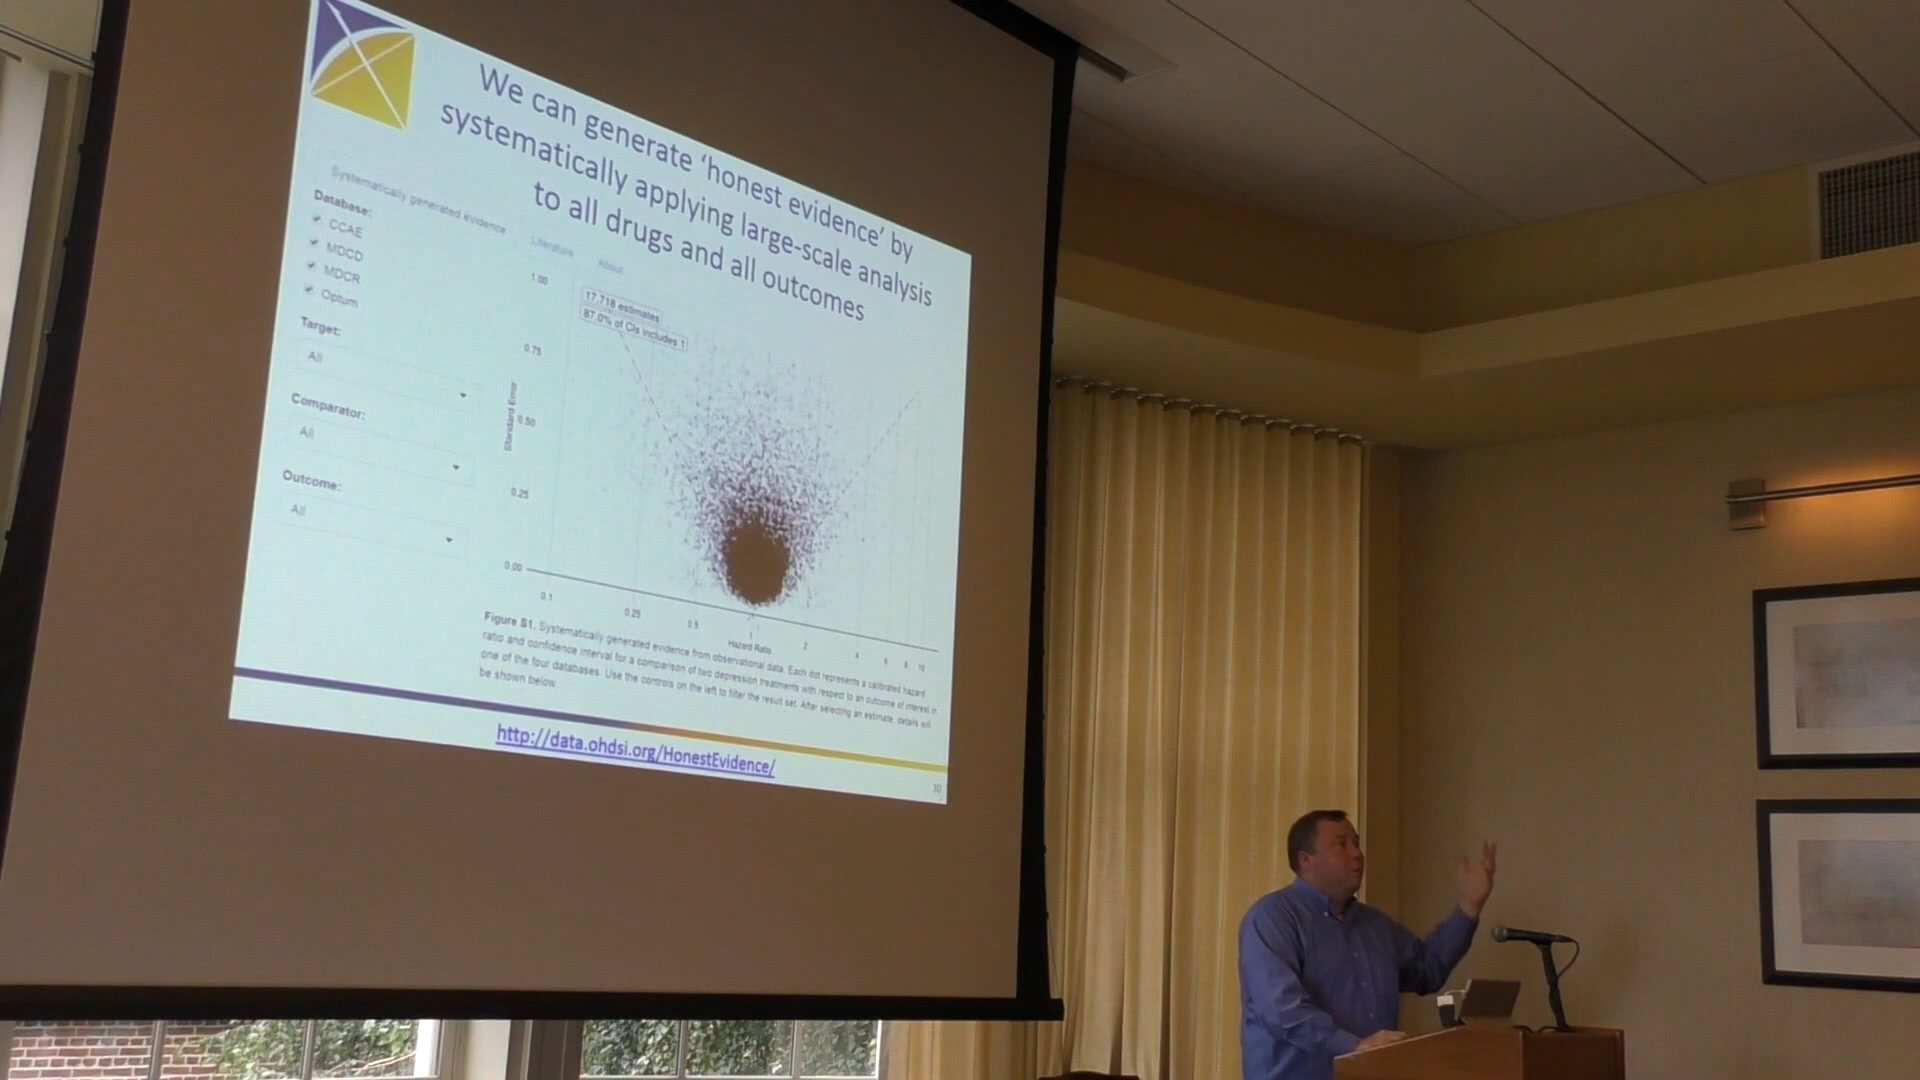 We can generate ‘honest evidence’ by
systematically applying large-scale analysis
to all drugs and all outcomes
Systematically generated evidence
Literature
About
Database:
CCAE
MDCD
MDCR
Optum
Target:
All
Comparator:
All
Outcome:
All
17,718 estimates
87.0% of CIs includes 1
1.00
0.75
0.50
0.25
0.00
Standard Error
0.1
0.25
0.5
1
2
4
6
8
10
Hazard Ratio
Figure S1. Systematically generated evidence from observational data. Each dot represents a calibrated hazard
ratio and confidence interval for a comparison of two depression treatments with respect to an outcome of interest in
one of the four databases. Use the controls on the left to filter the result set. After selecting an estimate, details will
be shown below.
http://data.ohdsi.org/HonestEvidence/
30